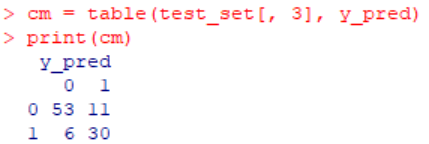 > cm = table(test_set[, 3], y_pred)
> print(cm)
   y_pred
     0  1
  0 53 11
  1  6 30